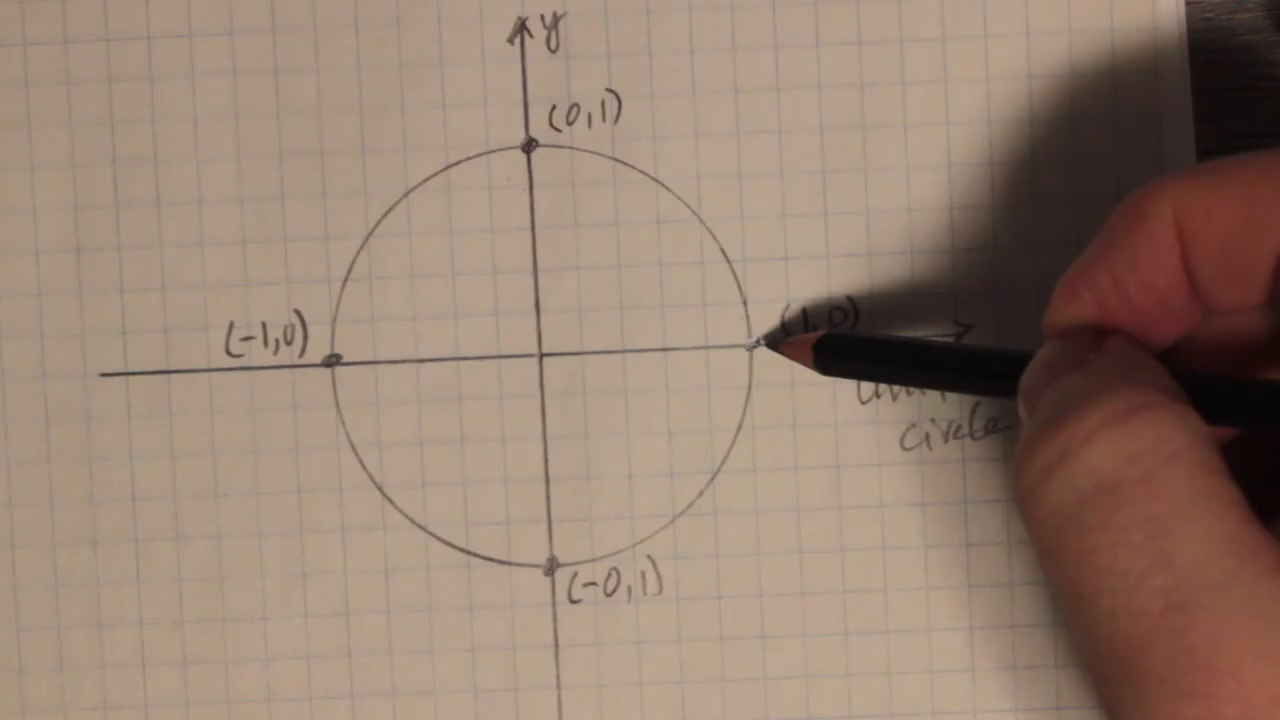 y
(0,1)
(-1,0)
(1,0)
circle
(-0,1)